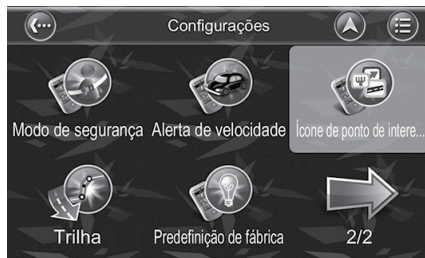 Configurações
Modo de segurança
Alerta de velocidade
Ícone de ponto de intere...
Trilha
Predefinição de fábrica
2/2